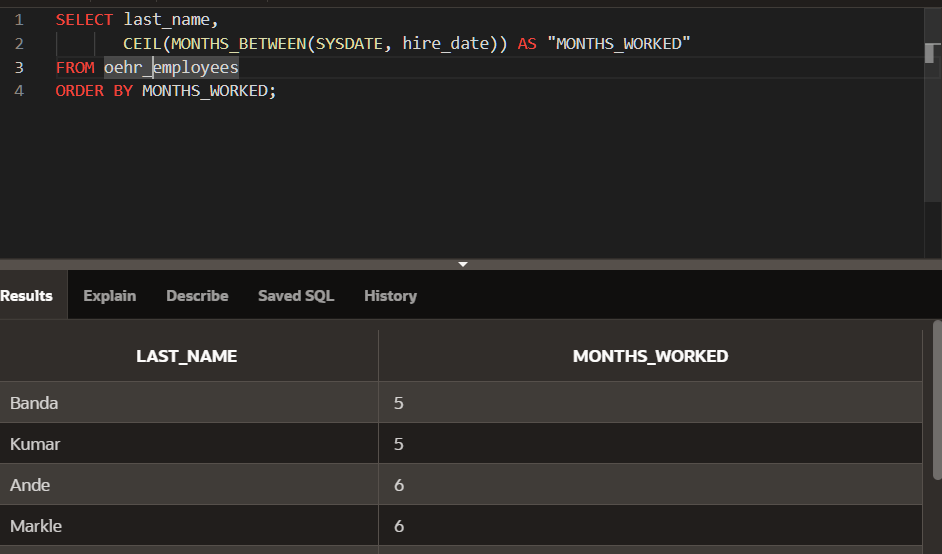 1 SELECT last_name,
2 CEIL(MONTHS_BETWEEN(SYSDATE, hire_date)) AS "MONTHS_WORKED"
3 FROM oehr_employees
4 ORDER BY MONTHS_WORKED;
Results Explain Describe Saved SQL History
LAST_NAME MONTHS_WORKED
Banda 5
Kumar 5
Ande 6
Markle 6